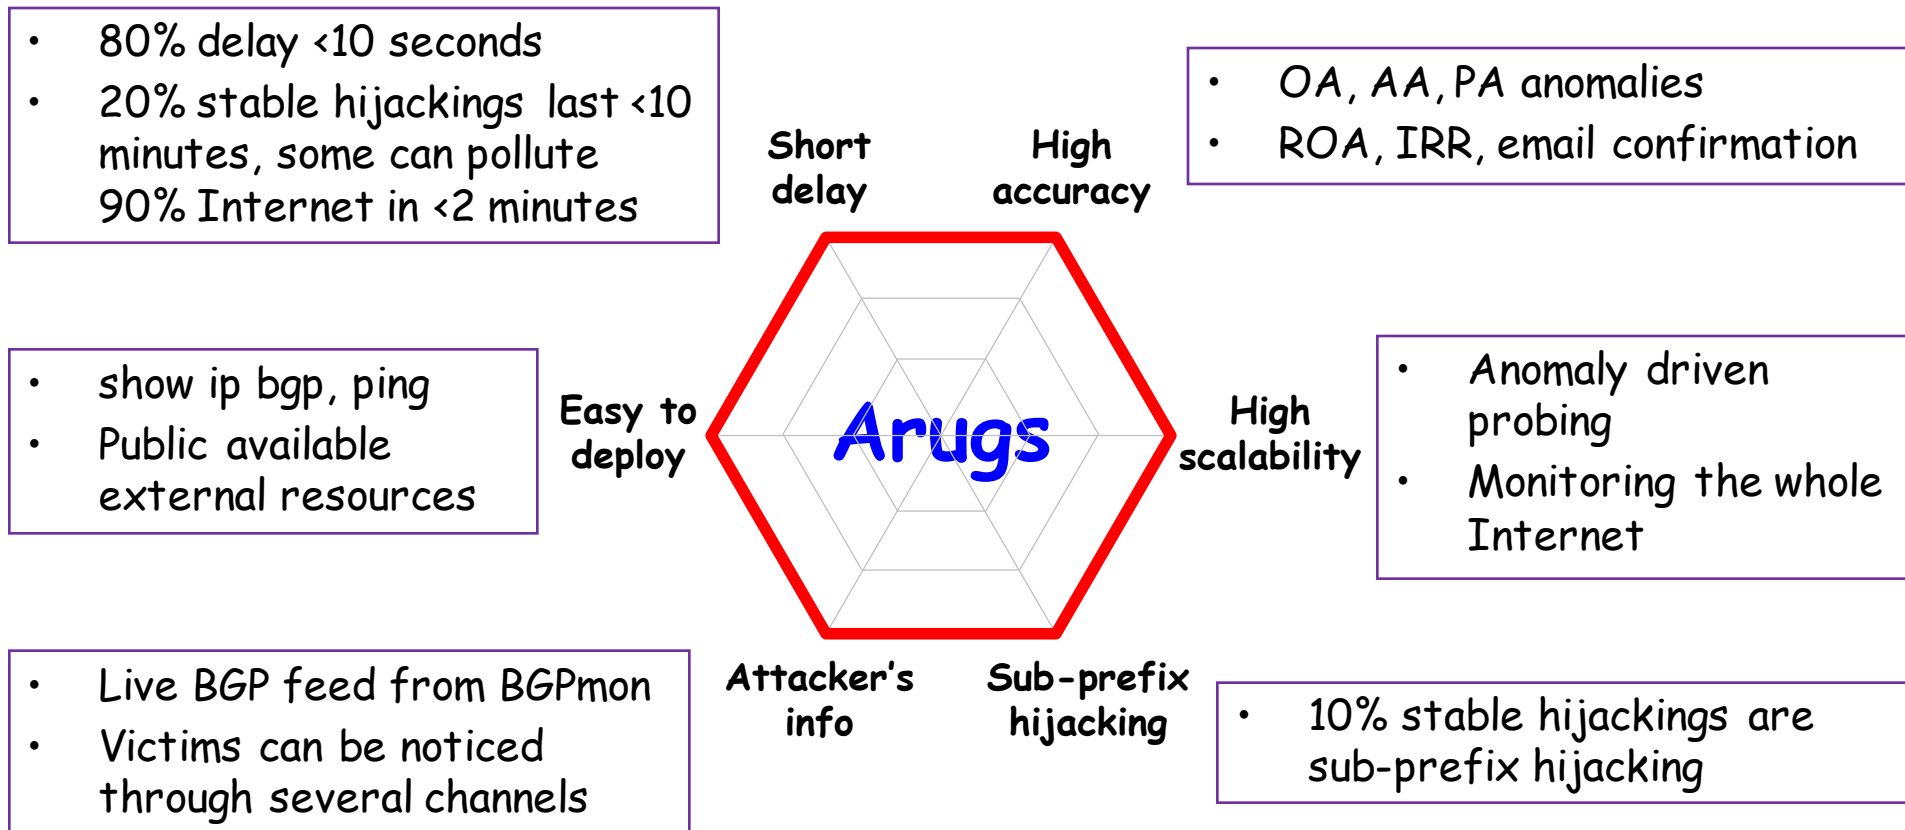 • 80% delay <10 seconds
• 20% stable hijackings last <10
minutes, some can pollute
90% Internet in <2 minutes
Short
delay
High
accuracy
• OA, AA, PA anomalies
• ROA, IRR, email confirmation
• show ip bgp, ping
• Public available
external resources
Easy to
deploy
Arugs
High
scalability
• Anomaly driven
probing
• Monitoring the whole
Internet
• Live BGP feed from BGPmon
• Victims can be noticed
through several channels
Attacker's
info
Sub-prefix
hijacking
• 10% stable hijackings are
sub-prefix hijacking